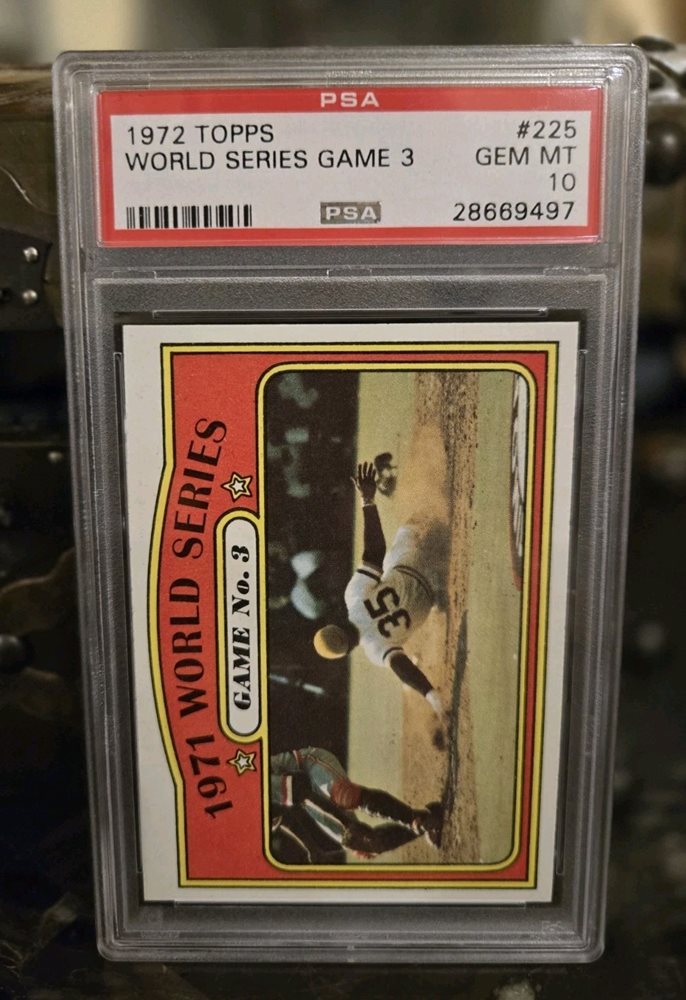 PSA
1972 TOPPS #225
WORLD SERIES GAME 3 GEM MT
10
PSA 28669497
1971 WORLD SERIES
GAME No. 3
35